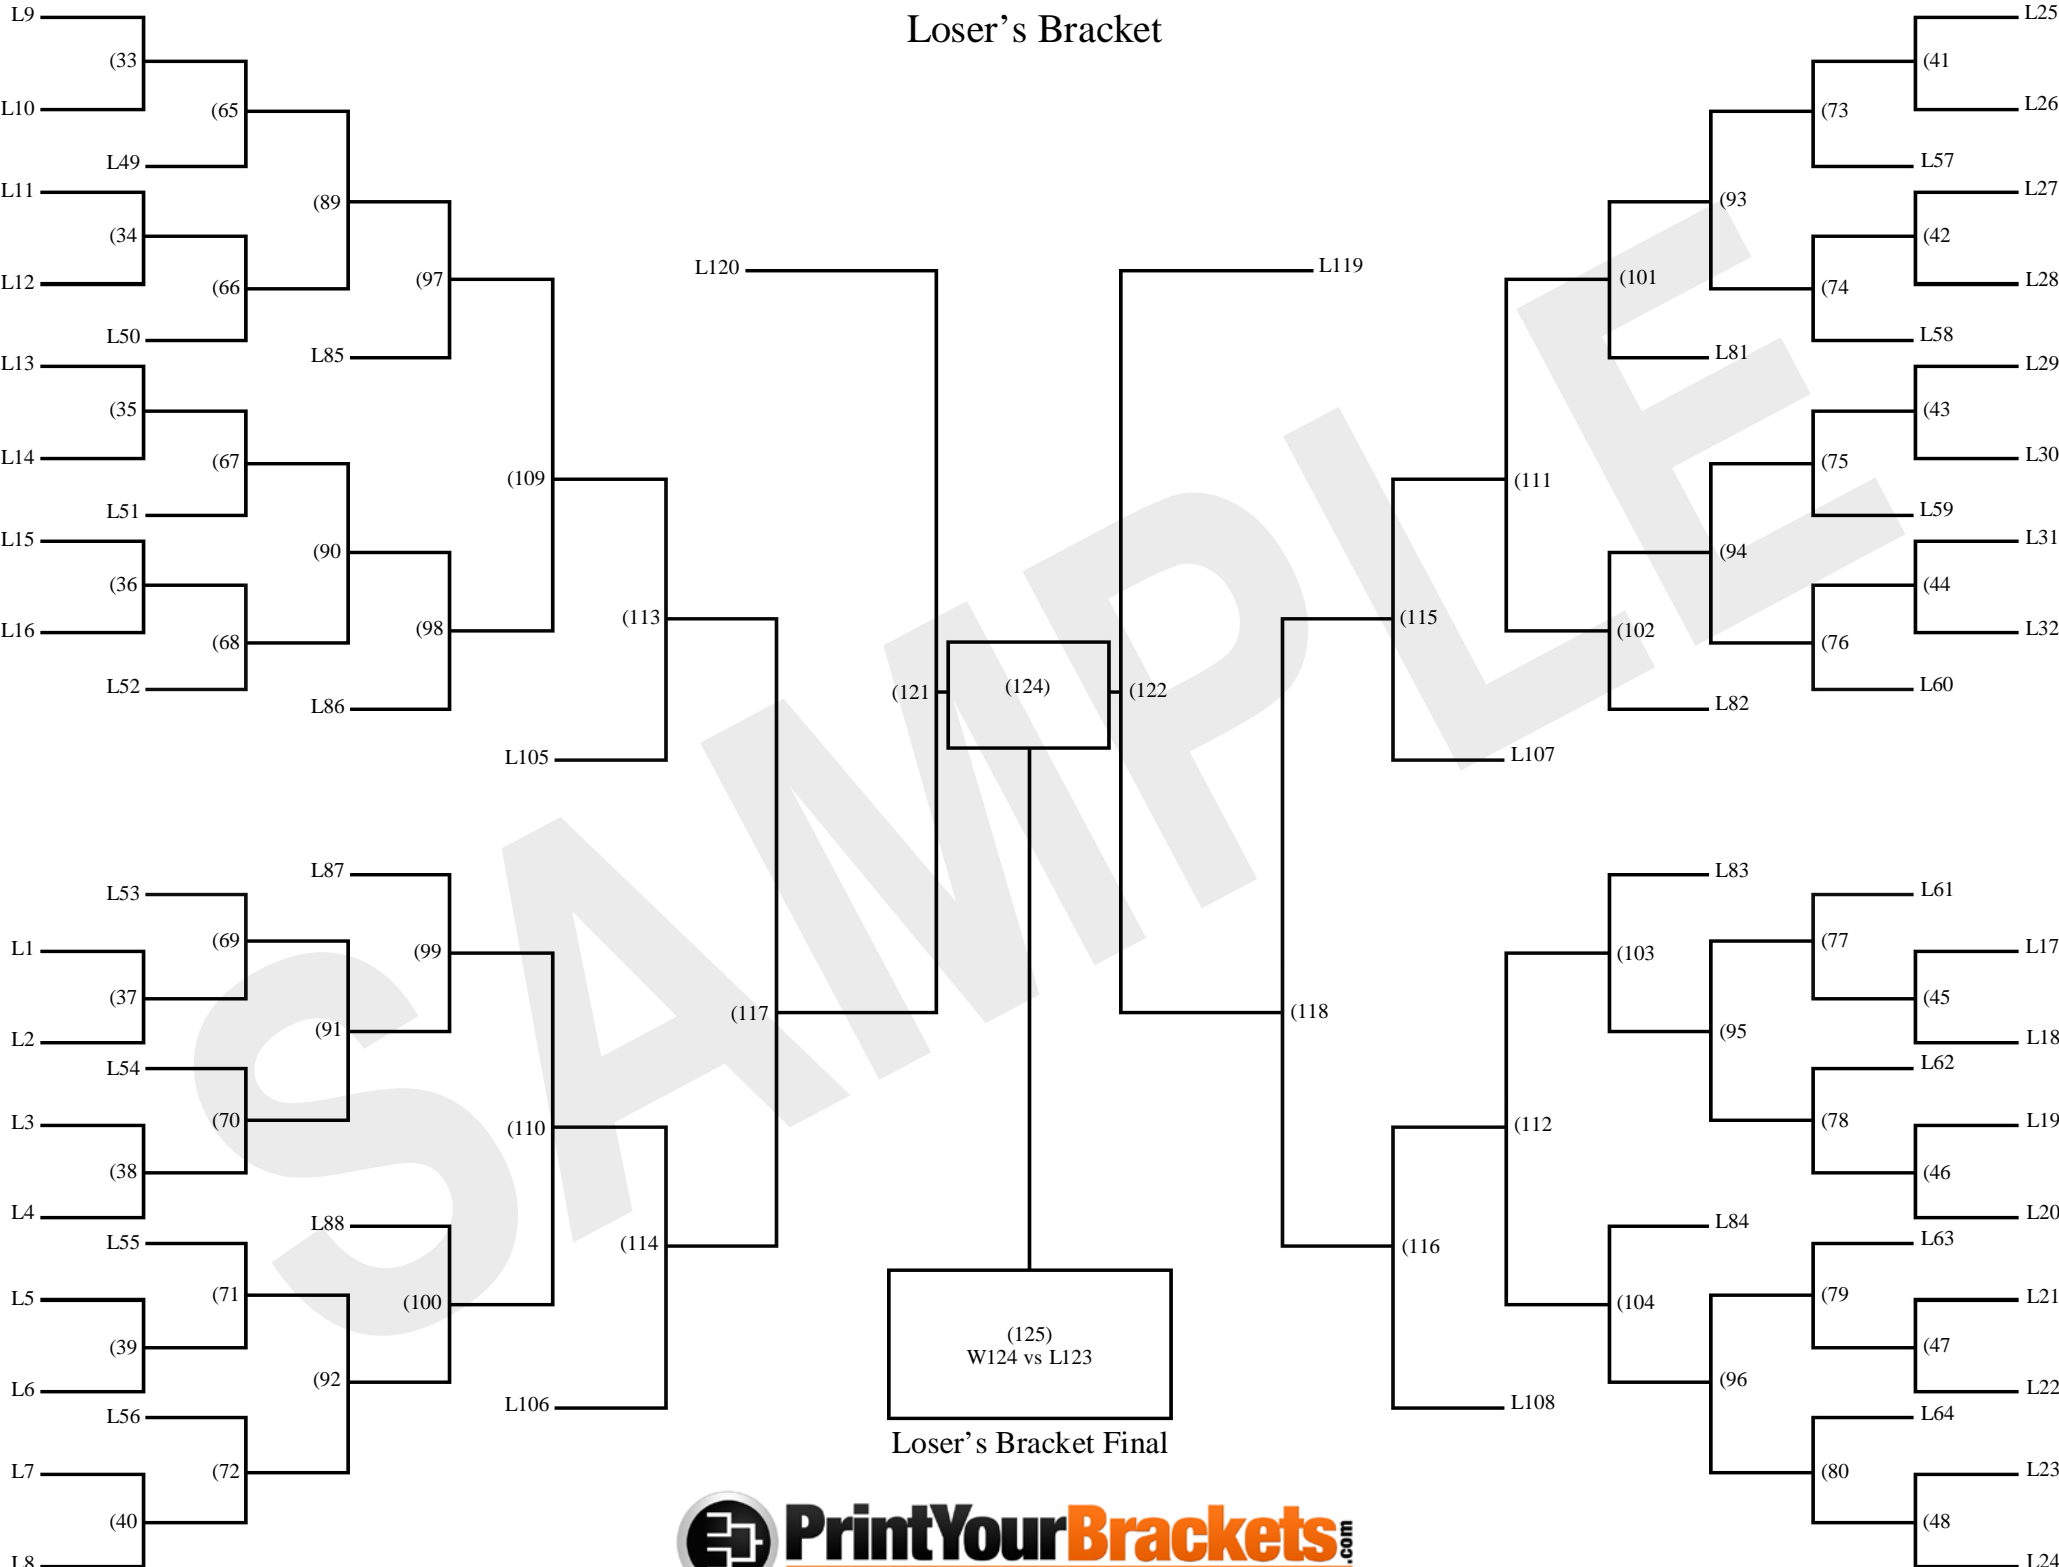 Loser's Bracket
L9
(33
L10
(65
L49
L11
(89
(34
L12
(66
(97
L50
L85
L13
(35
L14
(67
(109
L51
L15
(90
(36
L16
(68
(98
(113
L52
L86
L105
L120
(121
L87
L53
(69
L1
(99
(37
L2
(91
(117
L54
L3
(70
(110
(38
L4
L88
L55
(114
L5
(71
(100
(39
L6
(92
L56
L106
L7
(72
(40
L8
(124)
(125)
W124 vs L123
Loser's Bracket Final
L25
(41
L26
(73
L57
L27
(93
(42
L28
(74
(101
L119
L58
L81
L29
(43
L30
(75
(111
L59
L31
(94
(44
L32
(76
(102
(115
L60
L82
(122
L107
L83
L61
(77
L17
(103
(45
L18
(95
(118
L62
L19
(78
(112
(46
L20
L84
L63
(116
L21
(79
(104
(47
L22
(96
L64
L108
L23
(80
(48
L24
SAMPLE
PrintYourBrackets.com